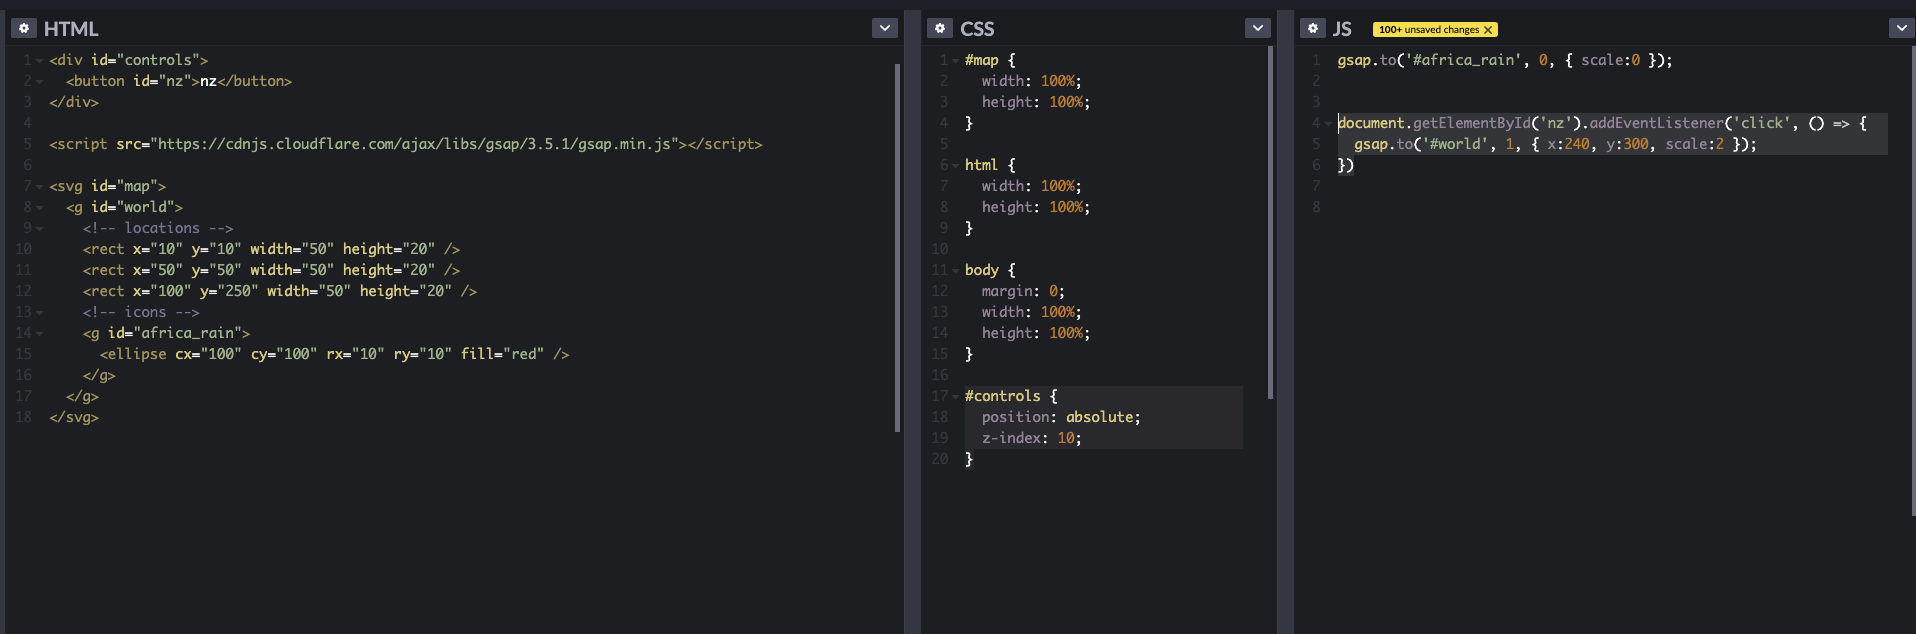 HTML
1 <div id="controls">
2 <button id="nz">nz</button>
3 </div>
4
5 <script src="https://cdnjs.cloudflare.com/ajax/libs/gsap/3.5.1/gsap.min.js"></script>
6
7 <svg id="map">
8 <g id="world">
9 <!-- locations -->
10 <rect x="10" y="10" width="50" height="20" />
11 <rect x="50" y="50" width="50" height="20" />
12 <rect x="100" y="250" width="50" height="20" />
13 <!-- icons -->
14 <g id="africa_rain">
15 <ellipse cx="100" cy="100" rx="10" ry="10" fill="red" />
16 </g>
17 </g>
18 </svg>
CSS
1 #map {
2 width: 100%;
3 height: 100%;
4 }
5
6 html {
7 width: 100%;
8 height: 100%;
9 }
10
11 body {
12 margin: 0;
13 width: 100%;
14 height: 100%;
15 }
16
17 #controls {
18 position: absolute;
19 z-index: 10;
20 }
JS 100+ unsaved changes X
1 gsap.to('#africa_rain', 0, { scale:0 });
2
3
4 document.getElementById('nz').addEventListener('click', () => {
5 gsap.to('#world', 1, { x:240, y:300, scale:2 });
6 })
7
8